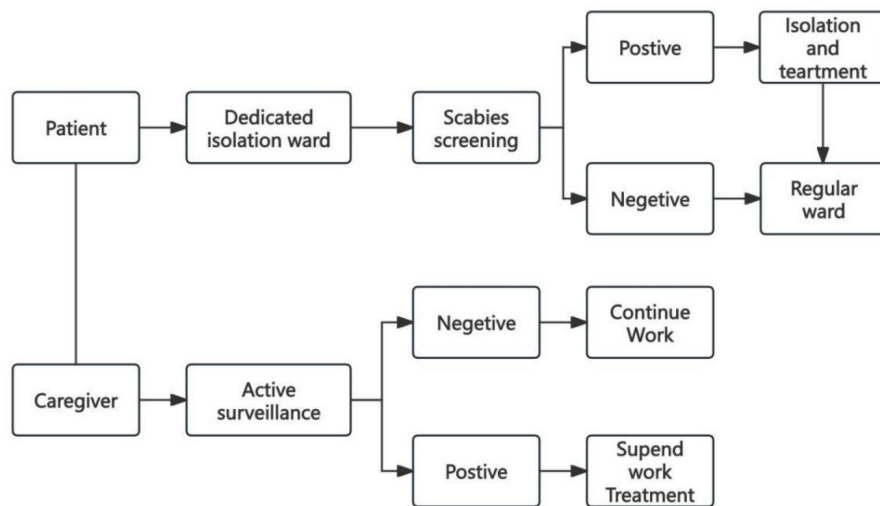 Patient
Dedicated
isolation ward
Scabies
screening
Postive
Isolation
and
teartment
Negetive
Regular
ward
Caregiver
Active
surveillance
Negetive
Continue
Work
Postive
Supend
work
Treatment